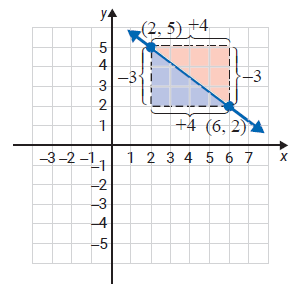 y
(2, 5) +4
5
4
–3 –3
3
2
1 +4 (6, 2)
–3 –2 –1 1 2 3 4 5 6 7 x
–1
–2
–3
–4
–5